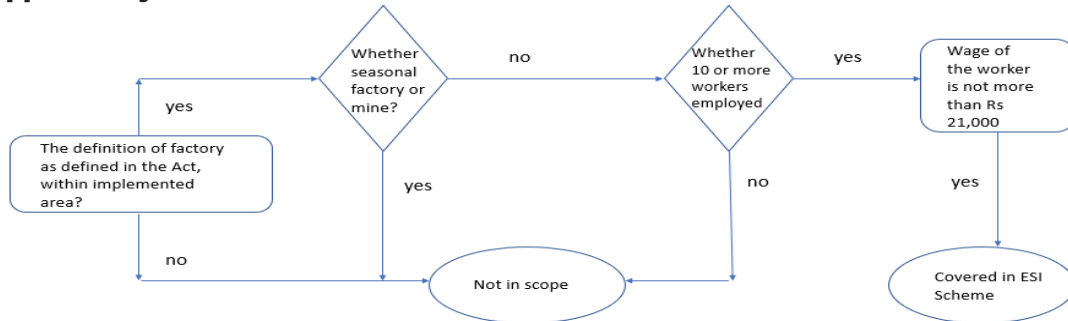 Whether
seasonal
factory or
mine?
no
Whether
10 or more
workers
employed
yes
Wage of
the worker
is not more
than Rs
21,000
yes
The definition of factory
as defined in the Act,
within implemented
area?
yes
no
yes
no
Not in scope
Covered in ESI
Scheme